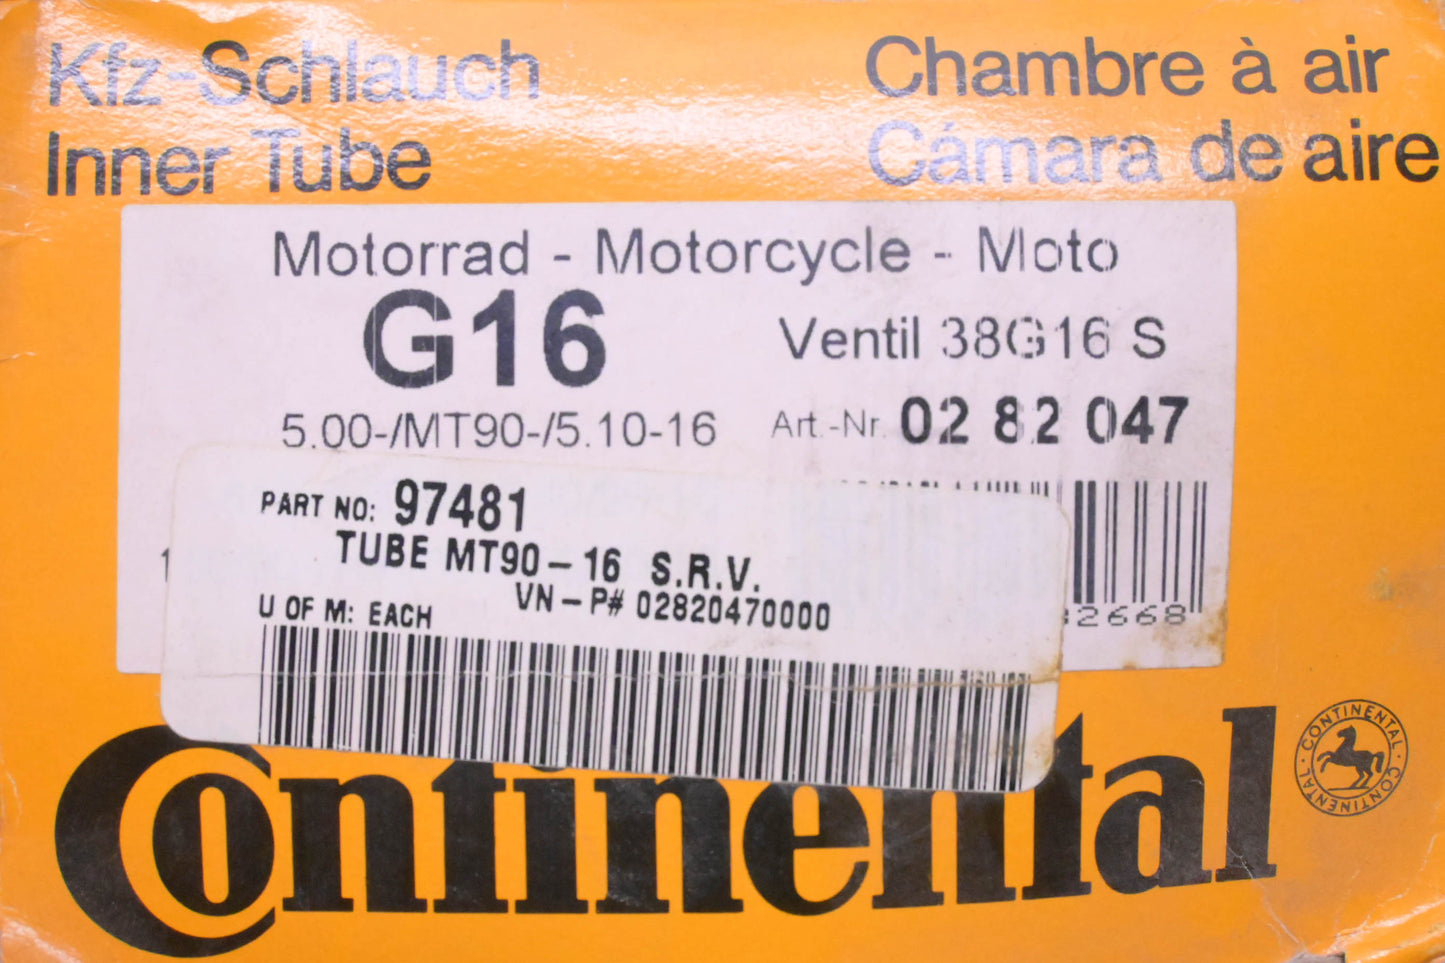 Kfz-Schlauch
Inner Tube
Chambre à air
Cámara de aire
Motorrad - Motorcycle - Moto
G16
Ventil 38G16 S
5.00-/MT90-/5.10-16
Art.-Nr. 02 82 047
PART NO: 97481
TUBE MT90-16 S.R.V.
VN-P# 02820470000
U OF M: EACH
2668
Continental
CONTINENTAL · CONTINENTAL ·